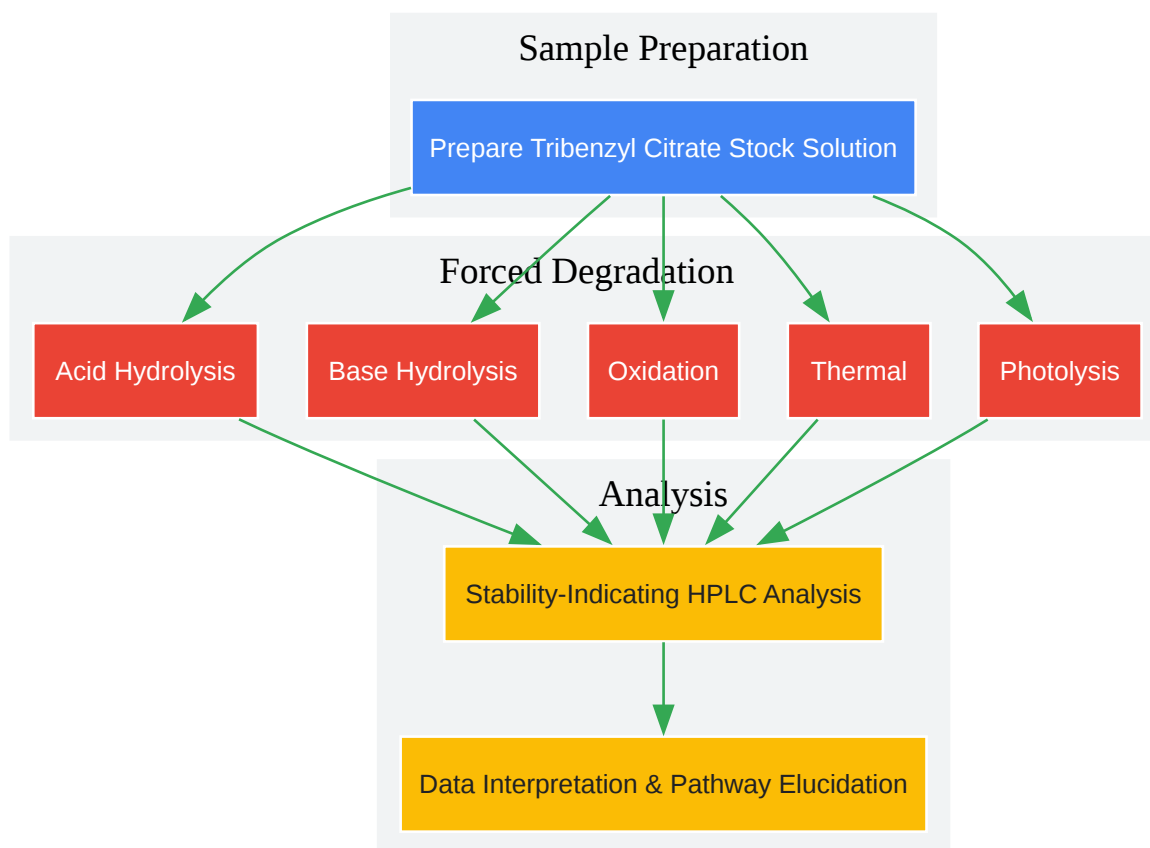 Sample Preparation
Prepare Tribenzyl Citrate Stock Solution
Forced Degradation
Acid Hydrolysis
Base Hydrolysis
Oxidation
Thermal
Photolysis
Analysis
Stability-Indicating HPLC Analysis
Data Interpretation & Pathway Elucidation